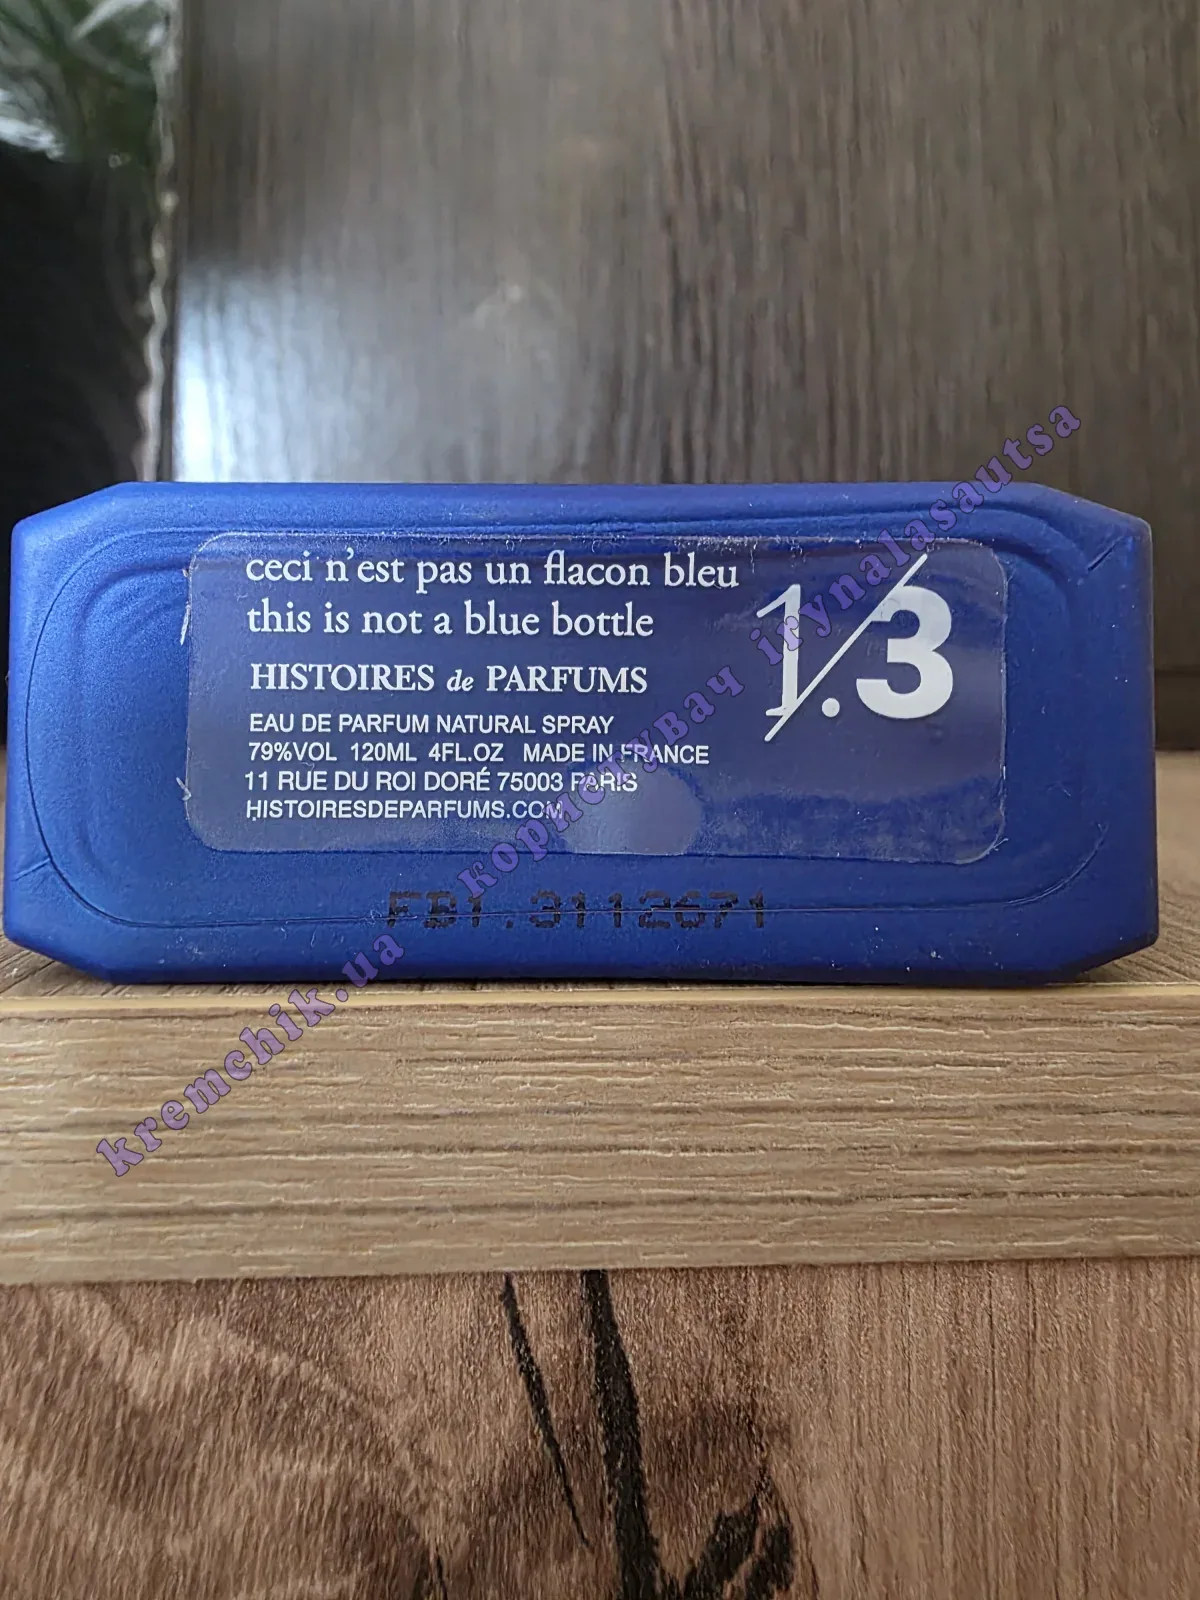 ceci n'est pas un flacon bleu
this is not a blue bottle
1/.3
HISTOIRES de PARFUMS
EAU DE PARFUM NATURAL SPRAY
79%VOL 120ML 4FL.OZ MADE IN FRANCE
11 RUE DU ROI DORÉ 75003 PARIS
HISTOIRESDEPARFUMS.COM
FB1.3112671
kremchik.ua користувач irynalasautsa